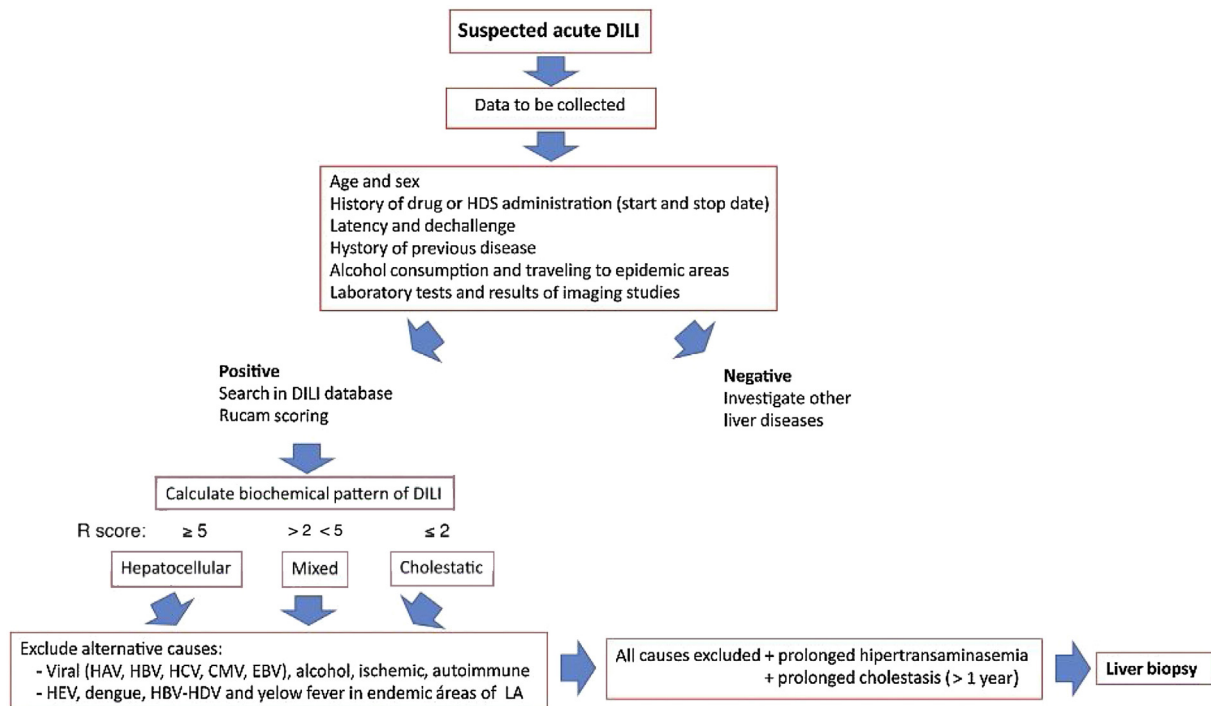 Suspected acute DILI
Data to be collected
Age and sex
History of drug or HDS administration (start and stop date)
Latency and dechallenge
Hystory of previous disease
Alcohol consumption and traveling to epidemic areas
Laboratory tests and results of imaging studies
Positive
Search in DILI database
Rucam scoring
Negative
Investigate other
liver diseases
Calculate biochemical pattern of DILI
R score: ≥ 5 > 2 < 5 ≤ 2
Hepatocellular Mixed Cholestatic
Exclude alternative causes:
- Viral (HAV, HBV, HCV, CMV, EBV), alcohol, ischemic, autoimmune
- HEV, dengue, HBV-HDV and yelow fever in endemic áreas of LA
All causes excluded + prolonged hipertransaminasemia
+ prolonged cholestasis (> 1 year)
Liver biopsy